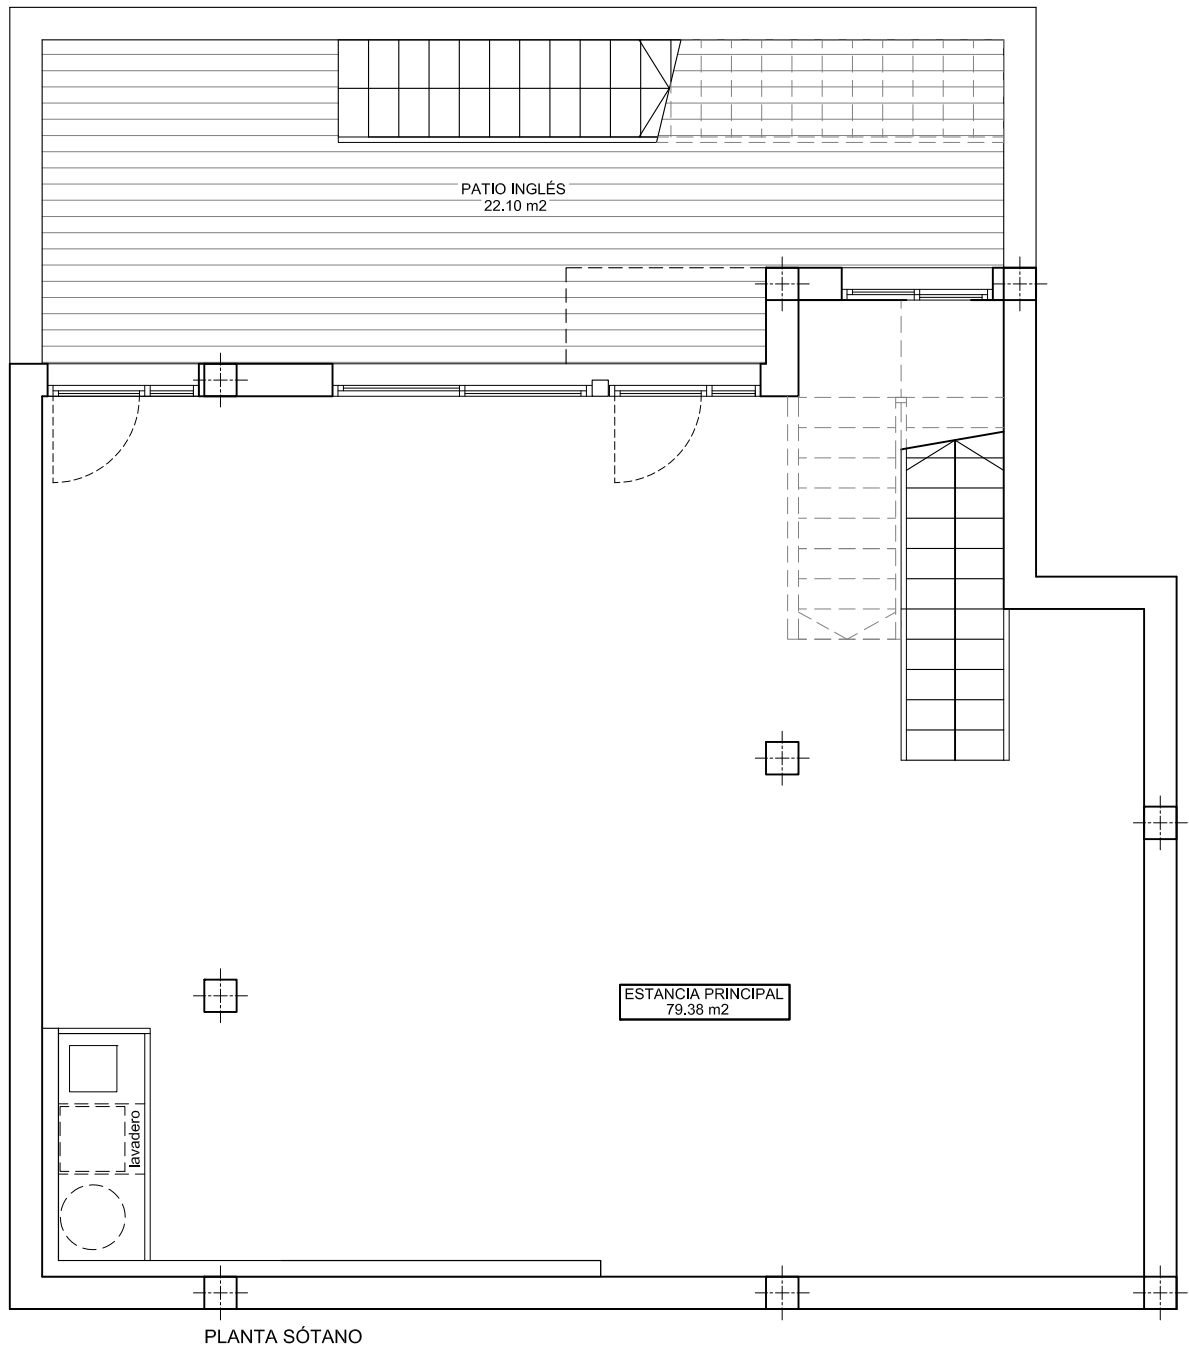 PATIO INGLÉS
22.10 m2
ESTANCIA PRINCIPAL
79.38 m2
lavadero
PLANTA SÓTANO